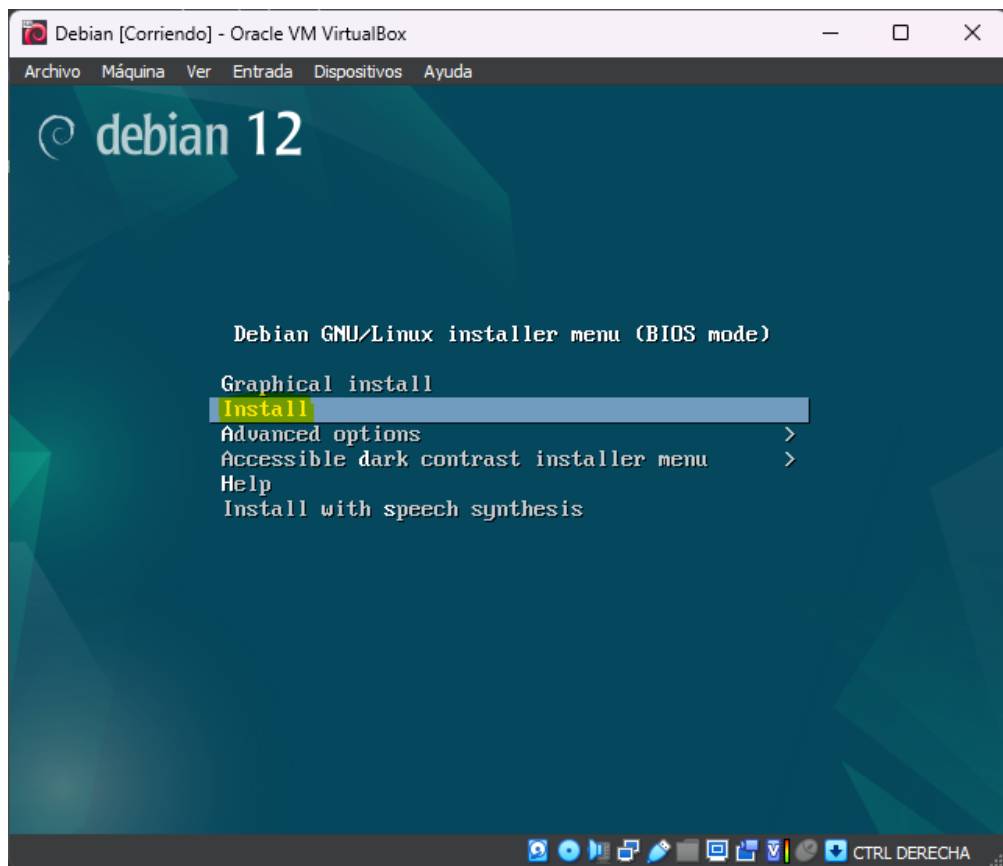 Debian [Corriendo] - Oracle VM VirtualBox
Archivo Máquina Ver Entrada Dispositivos Ayuda
debian 12
Debian GNU/Linux installer menu (BIOS mode)
Graphical install
Install
Advanced options >
Accessible dark contrast installer menu >
Help
Install with speech synthesis
CTRL DERECHA